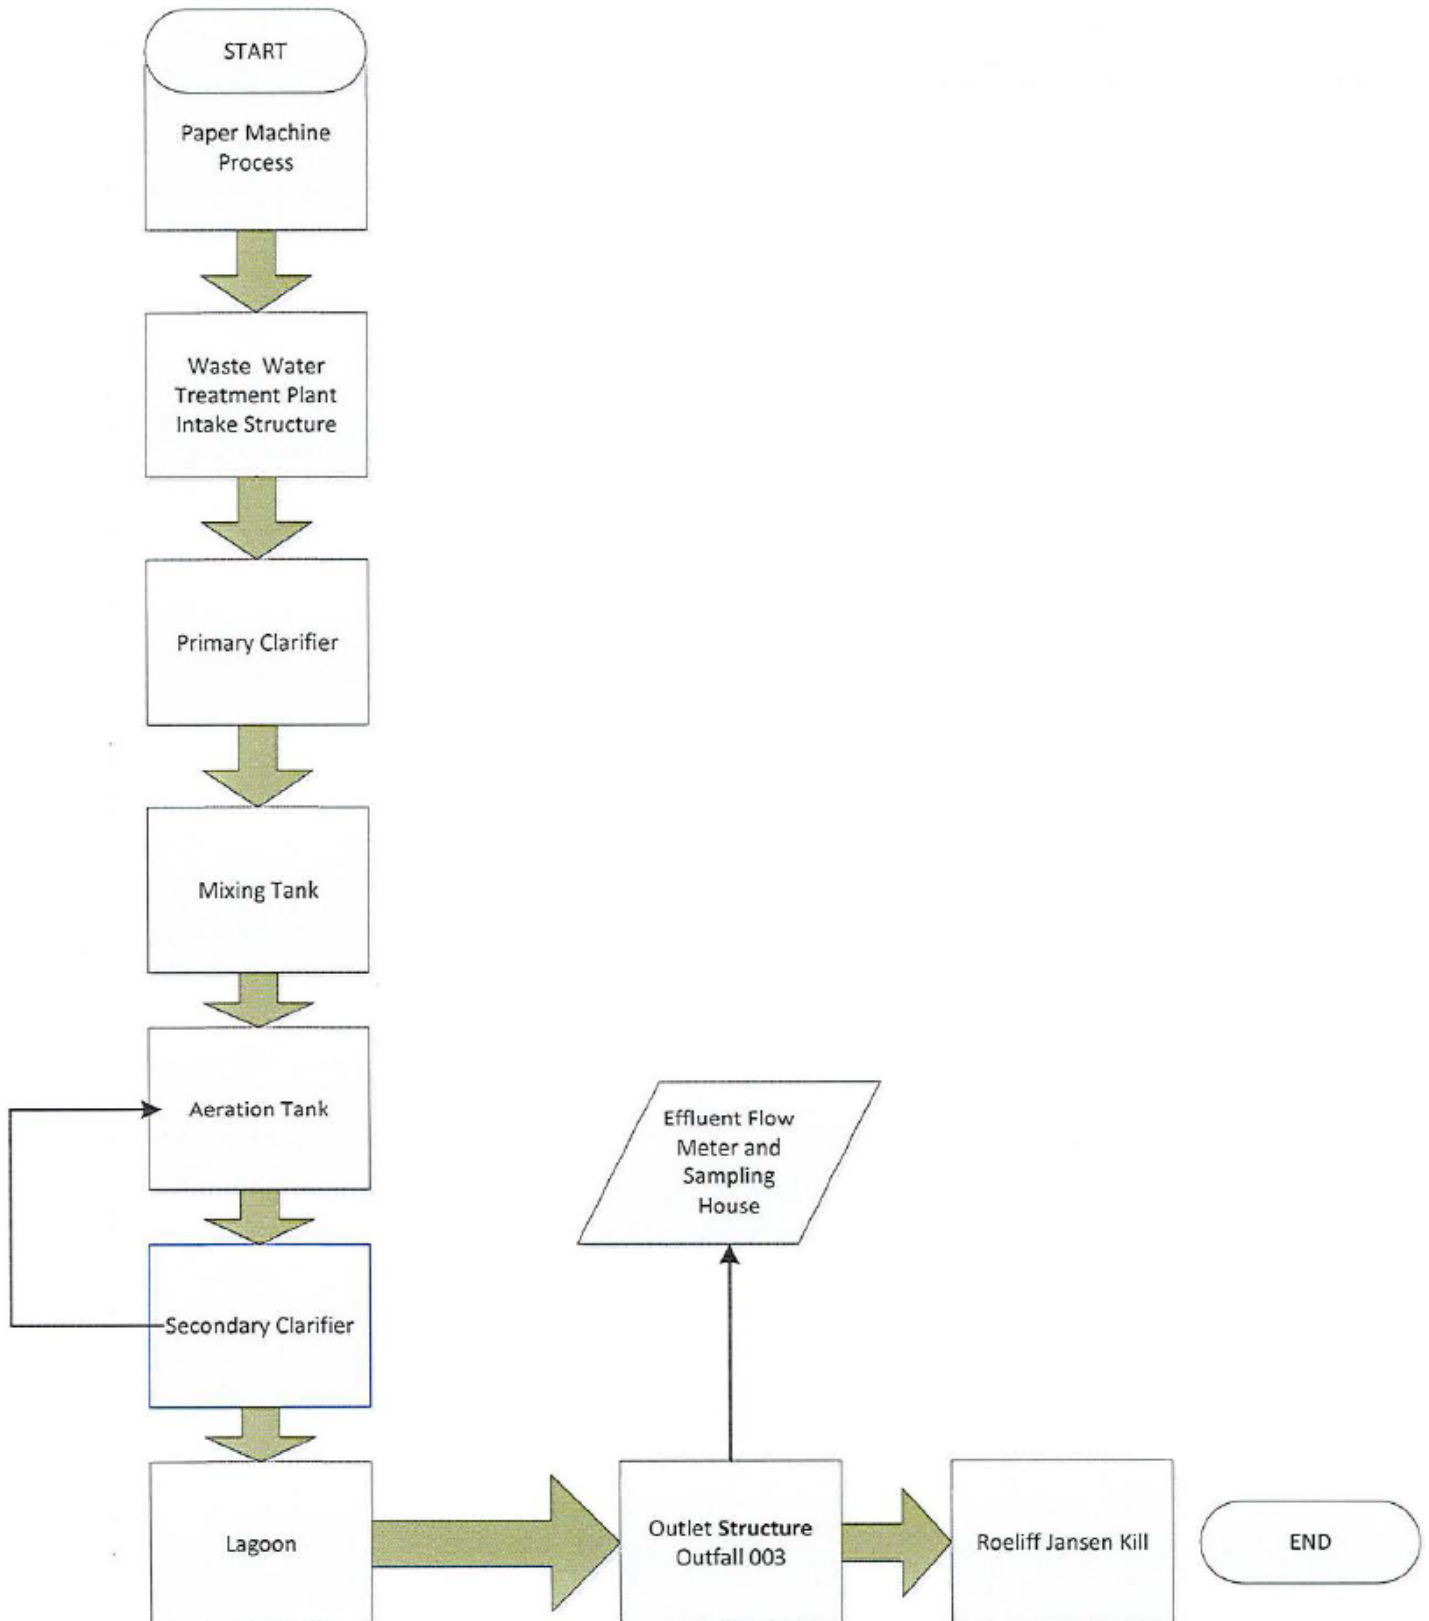 START
Paper Machine
Process
Waste Water
Treatment Plant
Intake Structure
Primary Clarifier
Mixing Tank
Aeration Tank
Effluent Flow
Meter and
Sampling
House
Secondary Clarifier
Lagoon
Outlet Structure
Outfall 003
Roeliff Jansen Kill
END